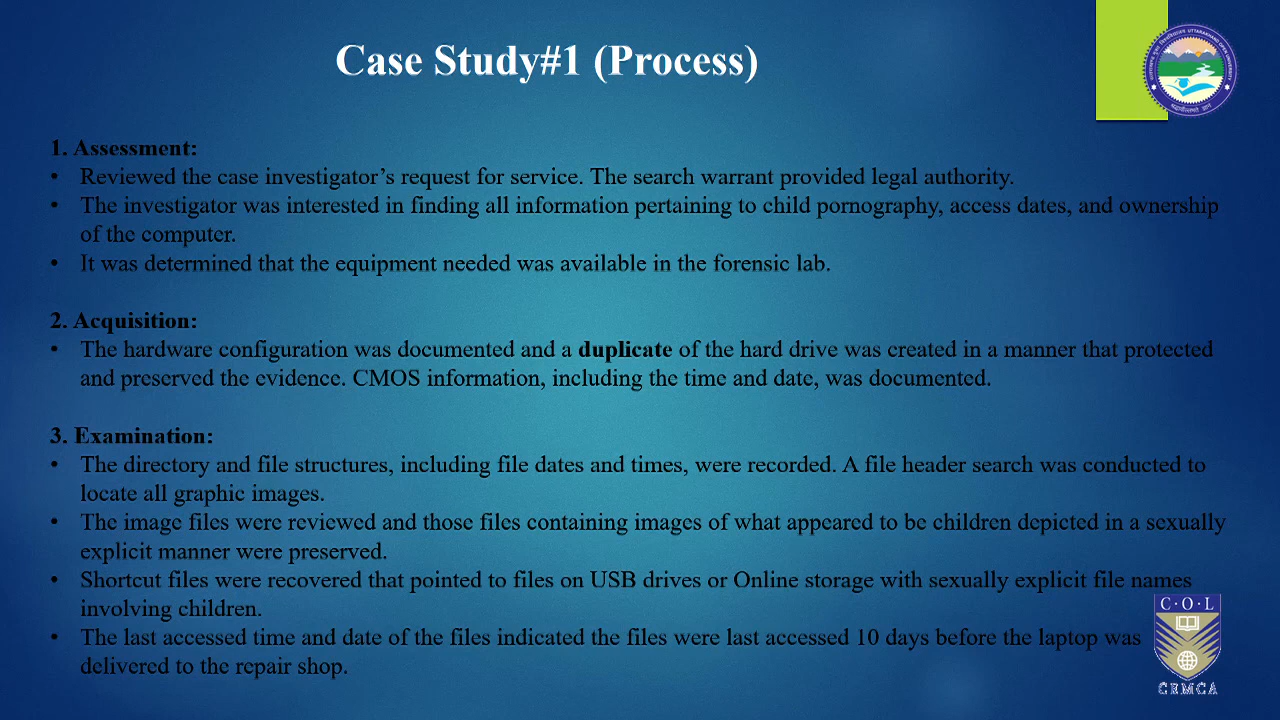 Case Study#1 (Process)
1. Assessment:
• Reviewed the case investigator’s request for service. The search warrant provided legal authority.
• The investigator was interested in finding all information pertaining to child pornography, access dates, and ownership
of the computer.
• It was determined that the equipment needed was available in the forensic lab.
2. Acquisition:
• The hardware configuration was documented and a duplicate of the hard drive was created in a manner that protected
and preserved the evidence. CMOS information, including the time and date, was documented.
3. Examination:
• The directory and file structures, including file dates and times, were recorded. A file header search was conducted to
locate all graphic images.
• The image files were reviewed and those files containing images of what appeared to be children depicted in a sexually
explicit manner were preserved.
• Shortcut files were recovered that pointed to files on USB drives or Online storage with sexually explicit file names
involving children.
• The last accessed time and date of the files indicated the files were last accessed 10 days before the laptop was
delivered to the repair shop.
C·O·L
CEMCA